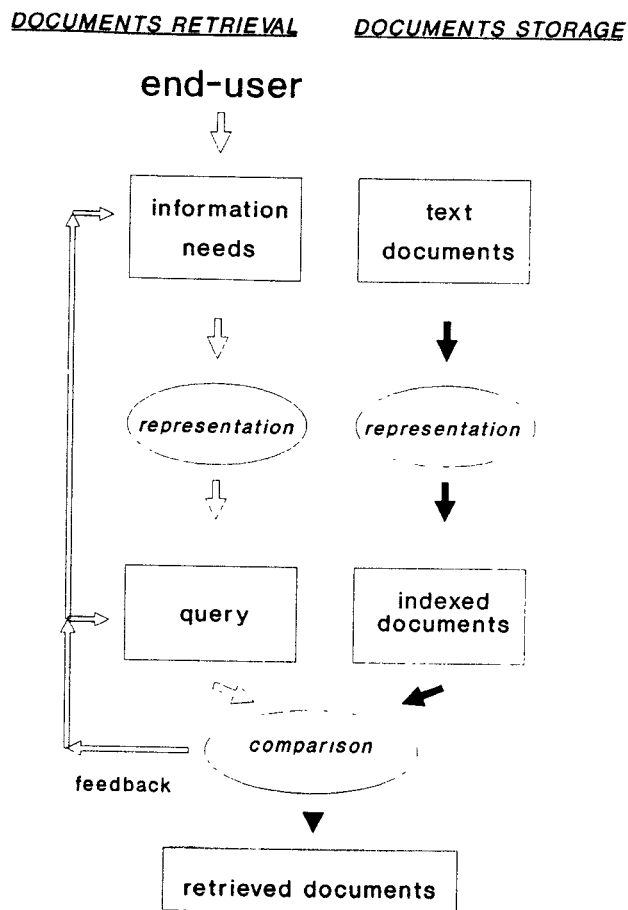 DOCUMENTS RETRIEVAL
DOCUMENTS STORAGE
end-user
information
needs
text
documents
representation
representation
query
indexed
documents
comparison
feedback
retrieved documents